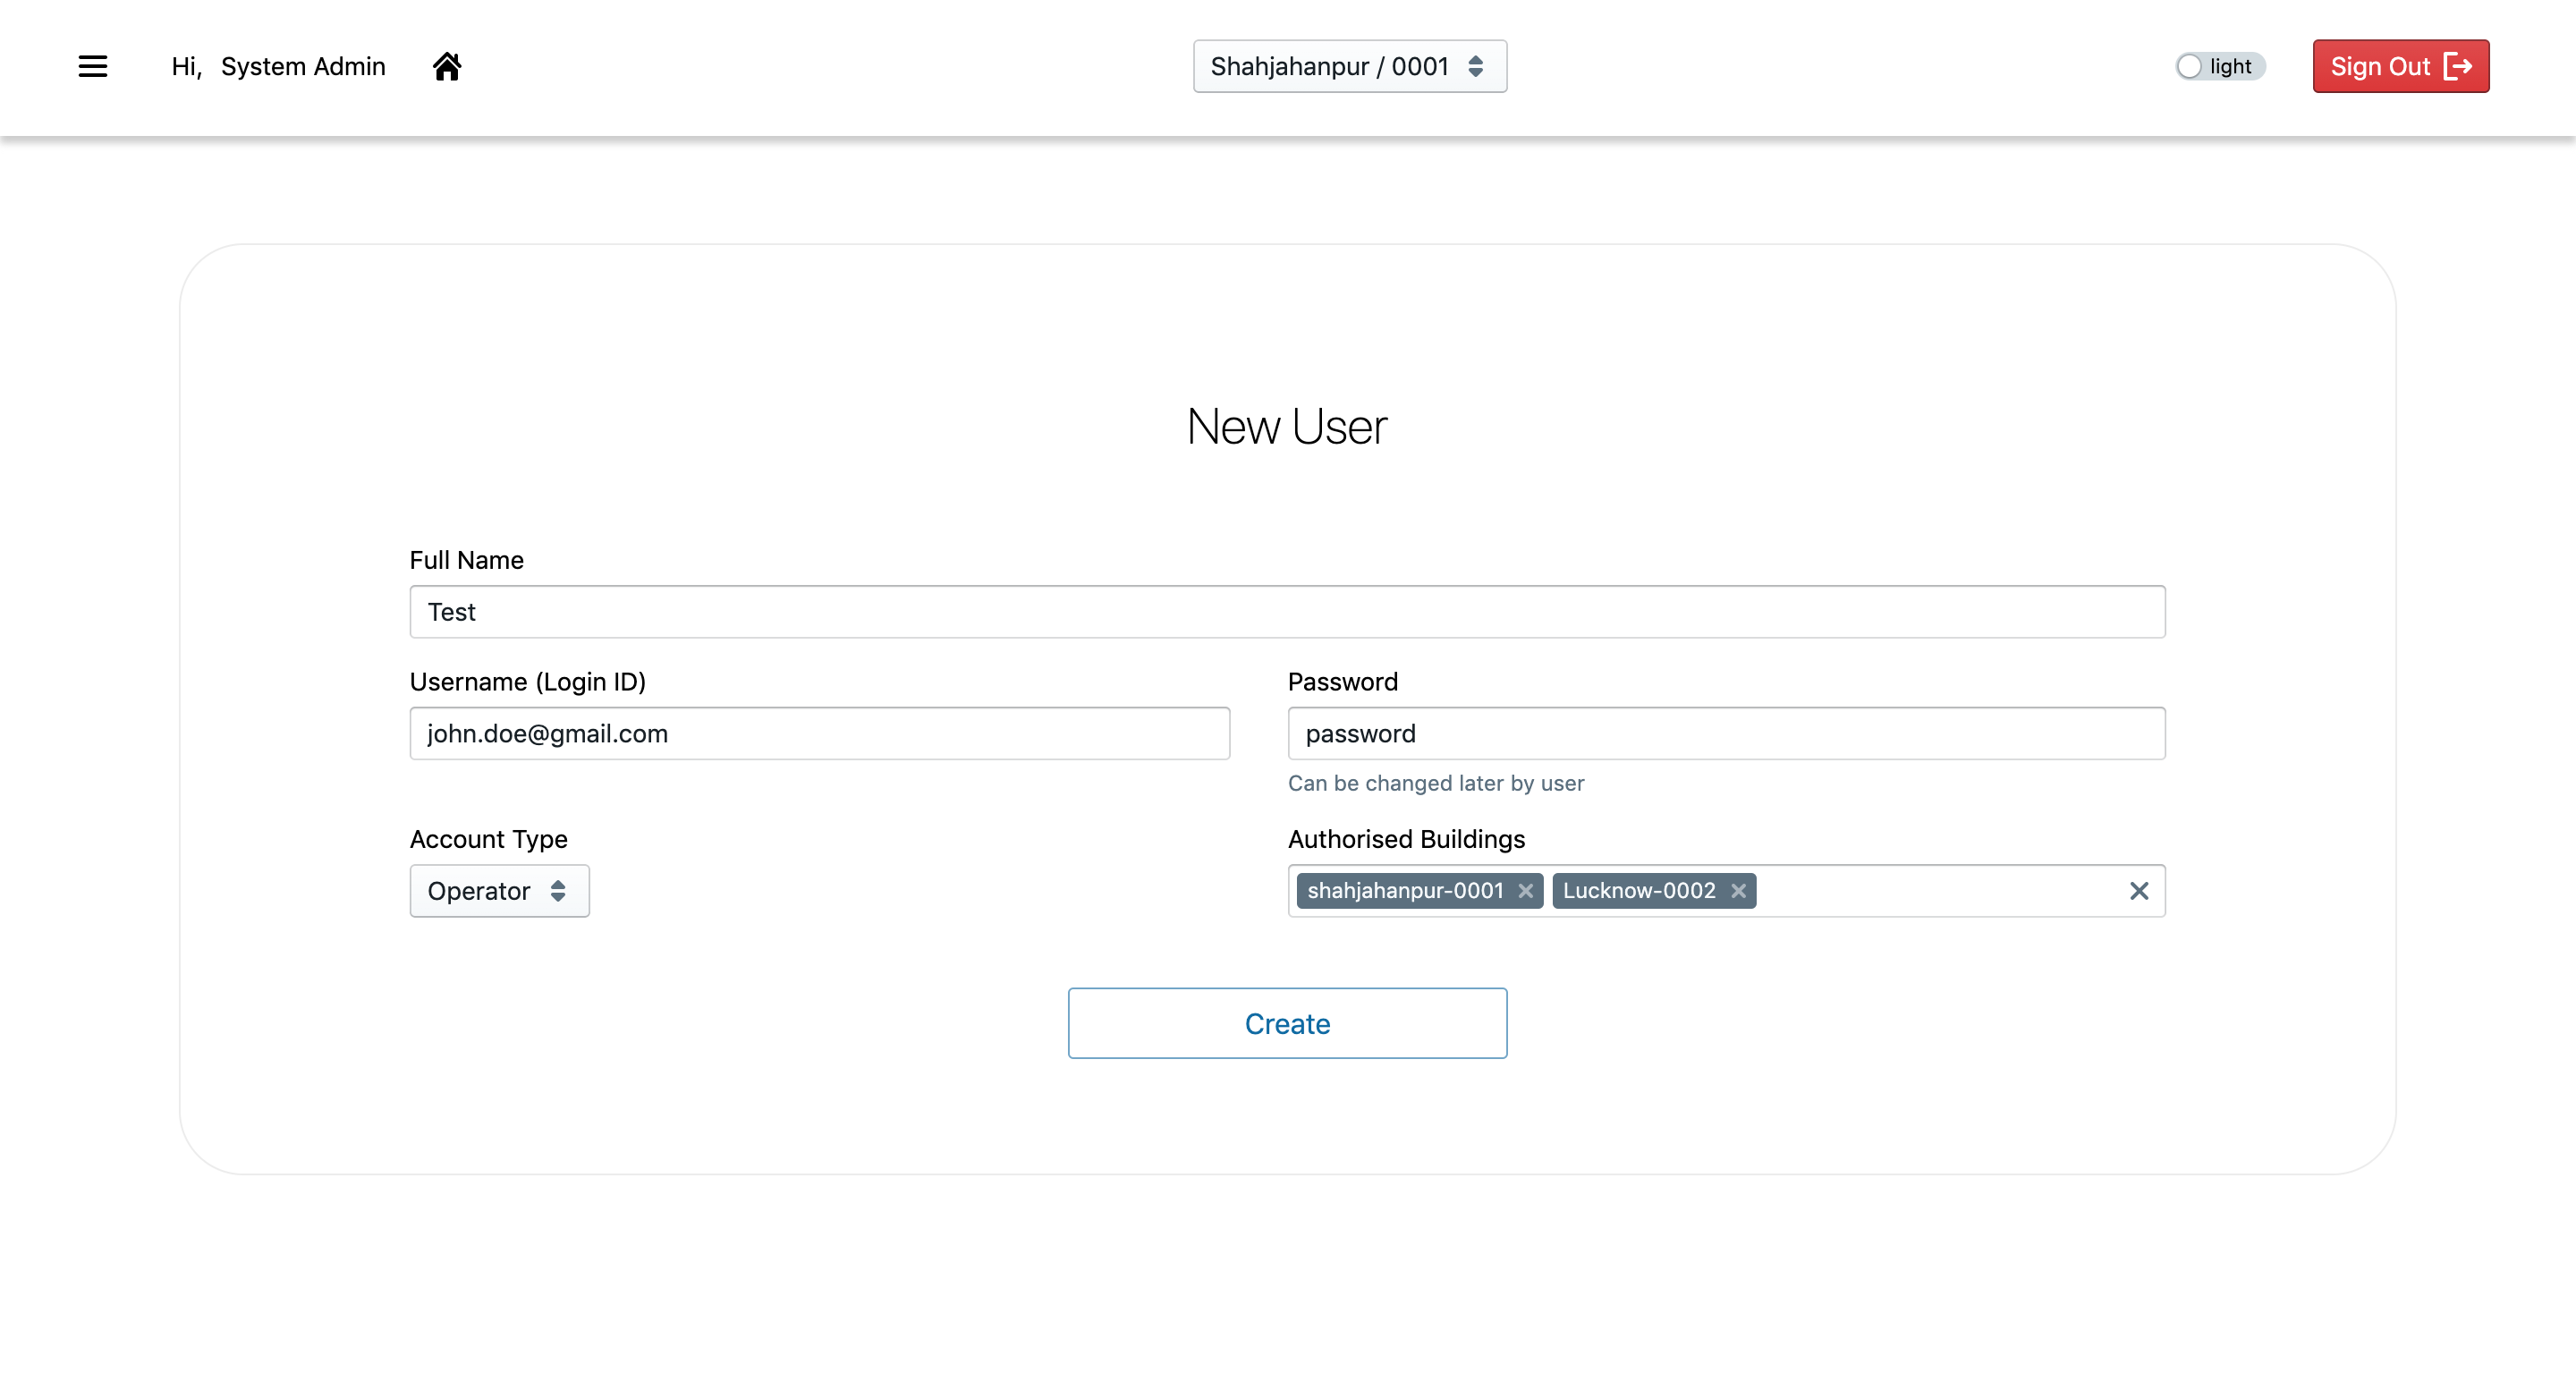 Hi, System Admin
Shahjahanpur / 0001
light
Sign Out
New User
Full Name
Test
Username (Login ID)
john.doe@gmail.com
Password
password
Can be changed later by user
Account Type
Operator
Authorised Buildings
shahjahanpur-0001 Lucknow-0002
Create